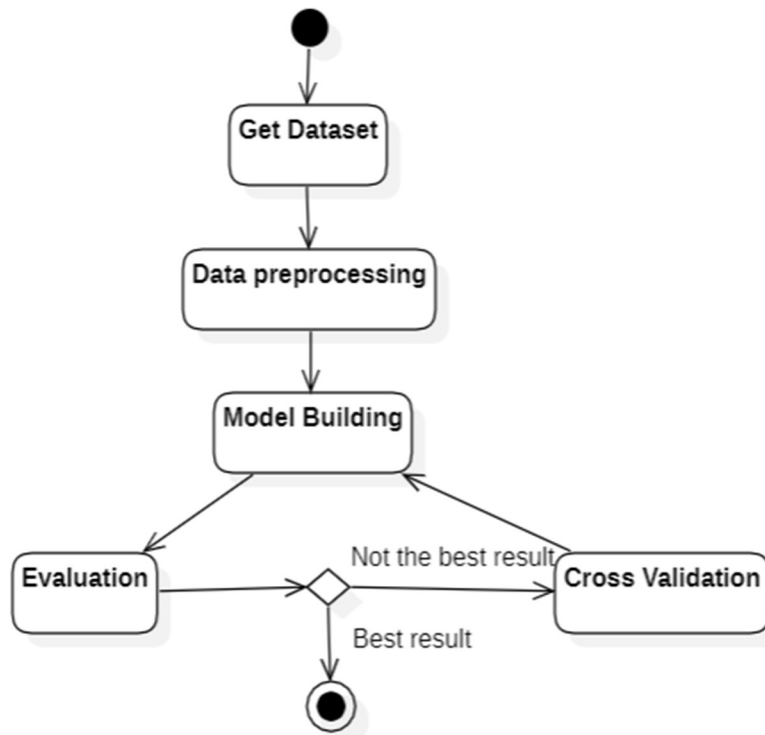 Get Dataset
Data preprocessing
Model Building
Evaluation
Not the best result
Cross Validation
Best result